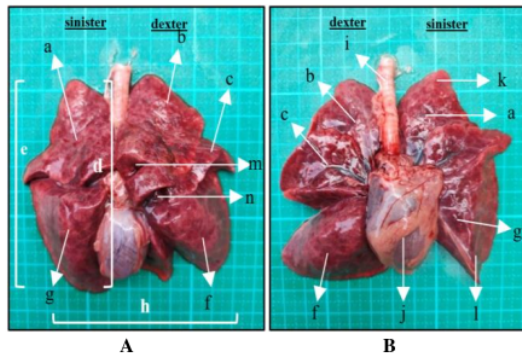 sinister dexter
a b
c
e d
m
n
g f
h
A
dexter sinister
i
b k
c a
g
f j l
B